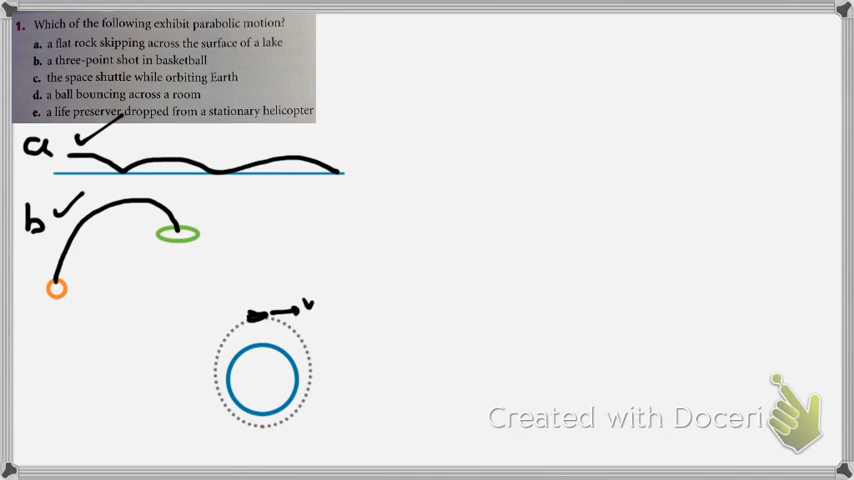 1. Which of the following exhibit parabolic motion?
a. a flat rock skipping across the surface of a lake
b. a three-point shot in basketball
c. the space shuttle while orbiting Earth
d. a ball bouncing across a room
e. a life preserver dropped from a stationary helicopter
a
b
v
Created with Doceri